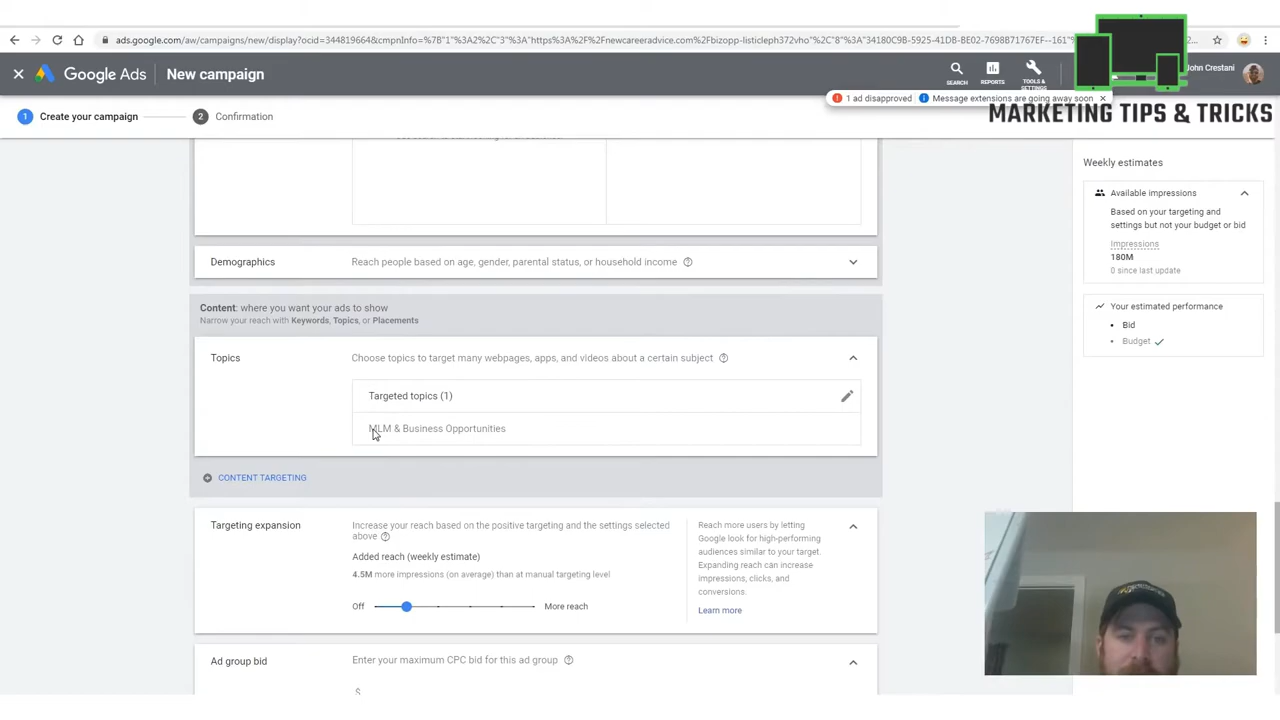 ads.google.com/aw/campaigns/new/display?ocid=344819664&cmpnInfo=%7B"1"%3A2%2C"3"%3A"https%3A%2F%2Fnewcareeradvice.com%2Fbizopp-listicleph372vho"%2C"8"%3A"34180C9B-5925-41DB-BE02-7698B71767EF--161"%
Google Ads
New campaign
SEARCH
REPORTS
TOOLS &
SETTINGS
John Crestani
1 ad disapproved
Message extensions are going away soon
MARKETING TIPS & TRICKS
1 Create your campaign
2 Confirmation
Weekly estimates
Available impressions
Based on your targeting and
settings but not your budget or bid
Impressions
180M
0 since last update
Your estimated performance
• Bid
• Budget
Demographics
Reach people based on age, gender, parental status, or household income
Content: where you want your ads to show
Narrow your reach with Keywords, Topics, or Placements
Topics
Choose topics to target many webpages, apps, and videos about a certain subject
Targeted topics (1)
MLM & Business Opportunities
CONTENT TARGETING
Targeting expansion
Increase your reach based on the positive targeting and the settings selected
above
Added reach (weekly estimate)
4.5M more impressions (on average) than at manual targeting level
Off
More reach
Reach more users by letting
Google look for high-performing
audiences similar to your target.
Expanding reach can increase
impressions, clicks, and
conversions.
Learn more
Ad group bid
Enter your maximum CPC bid for this ad group
$